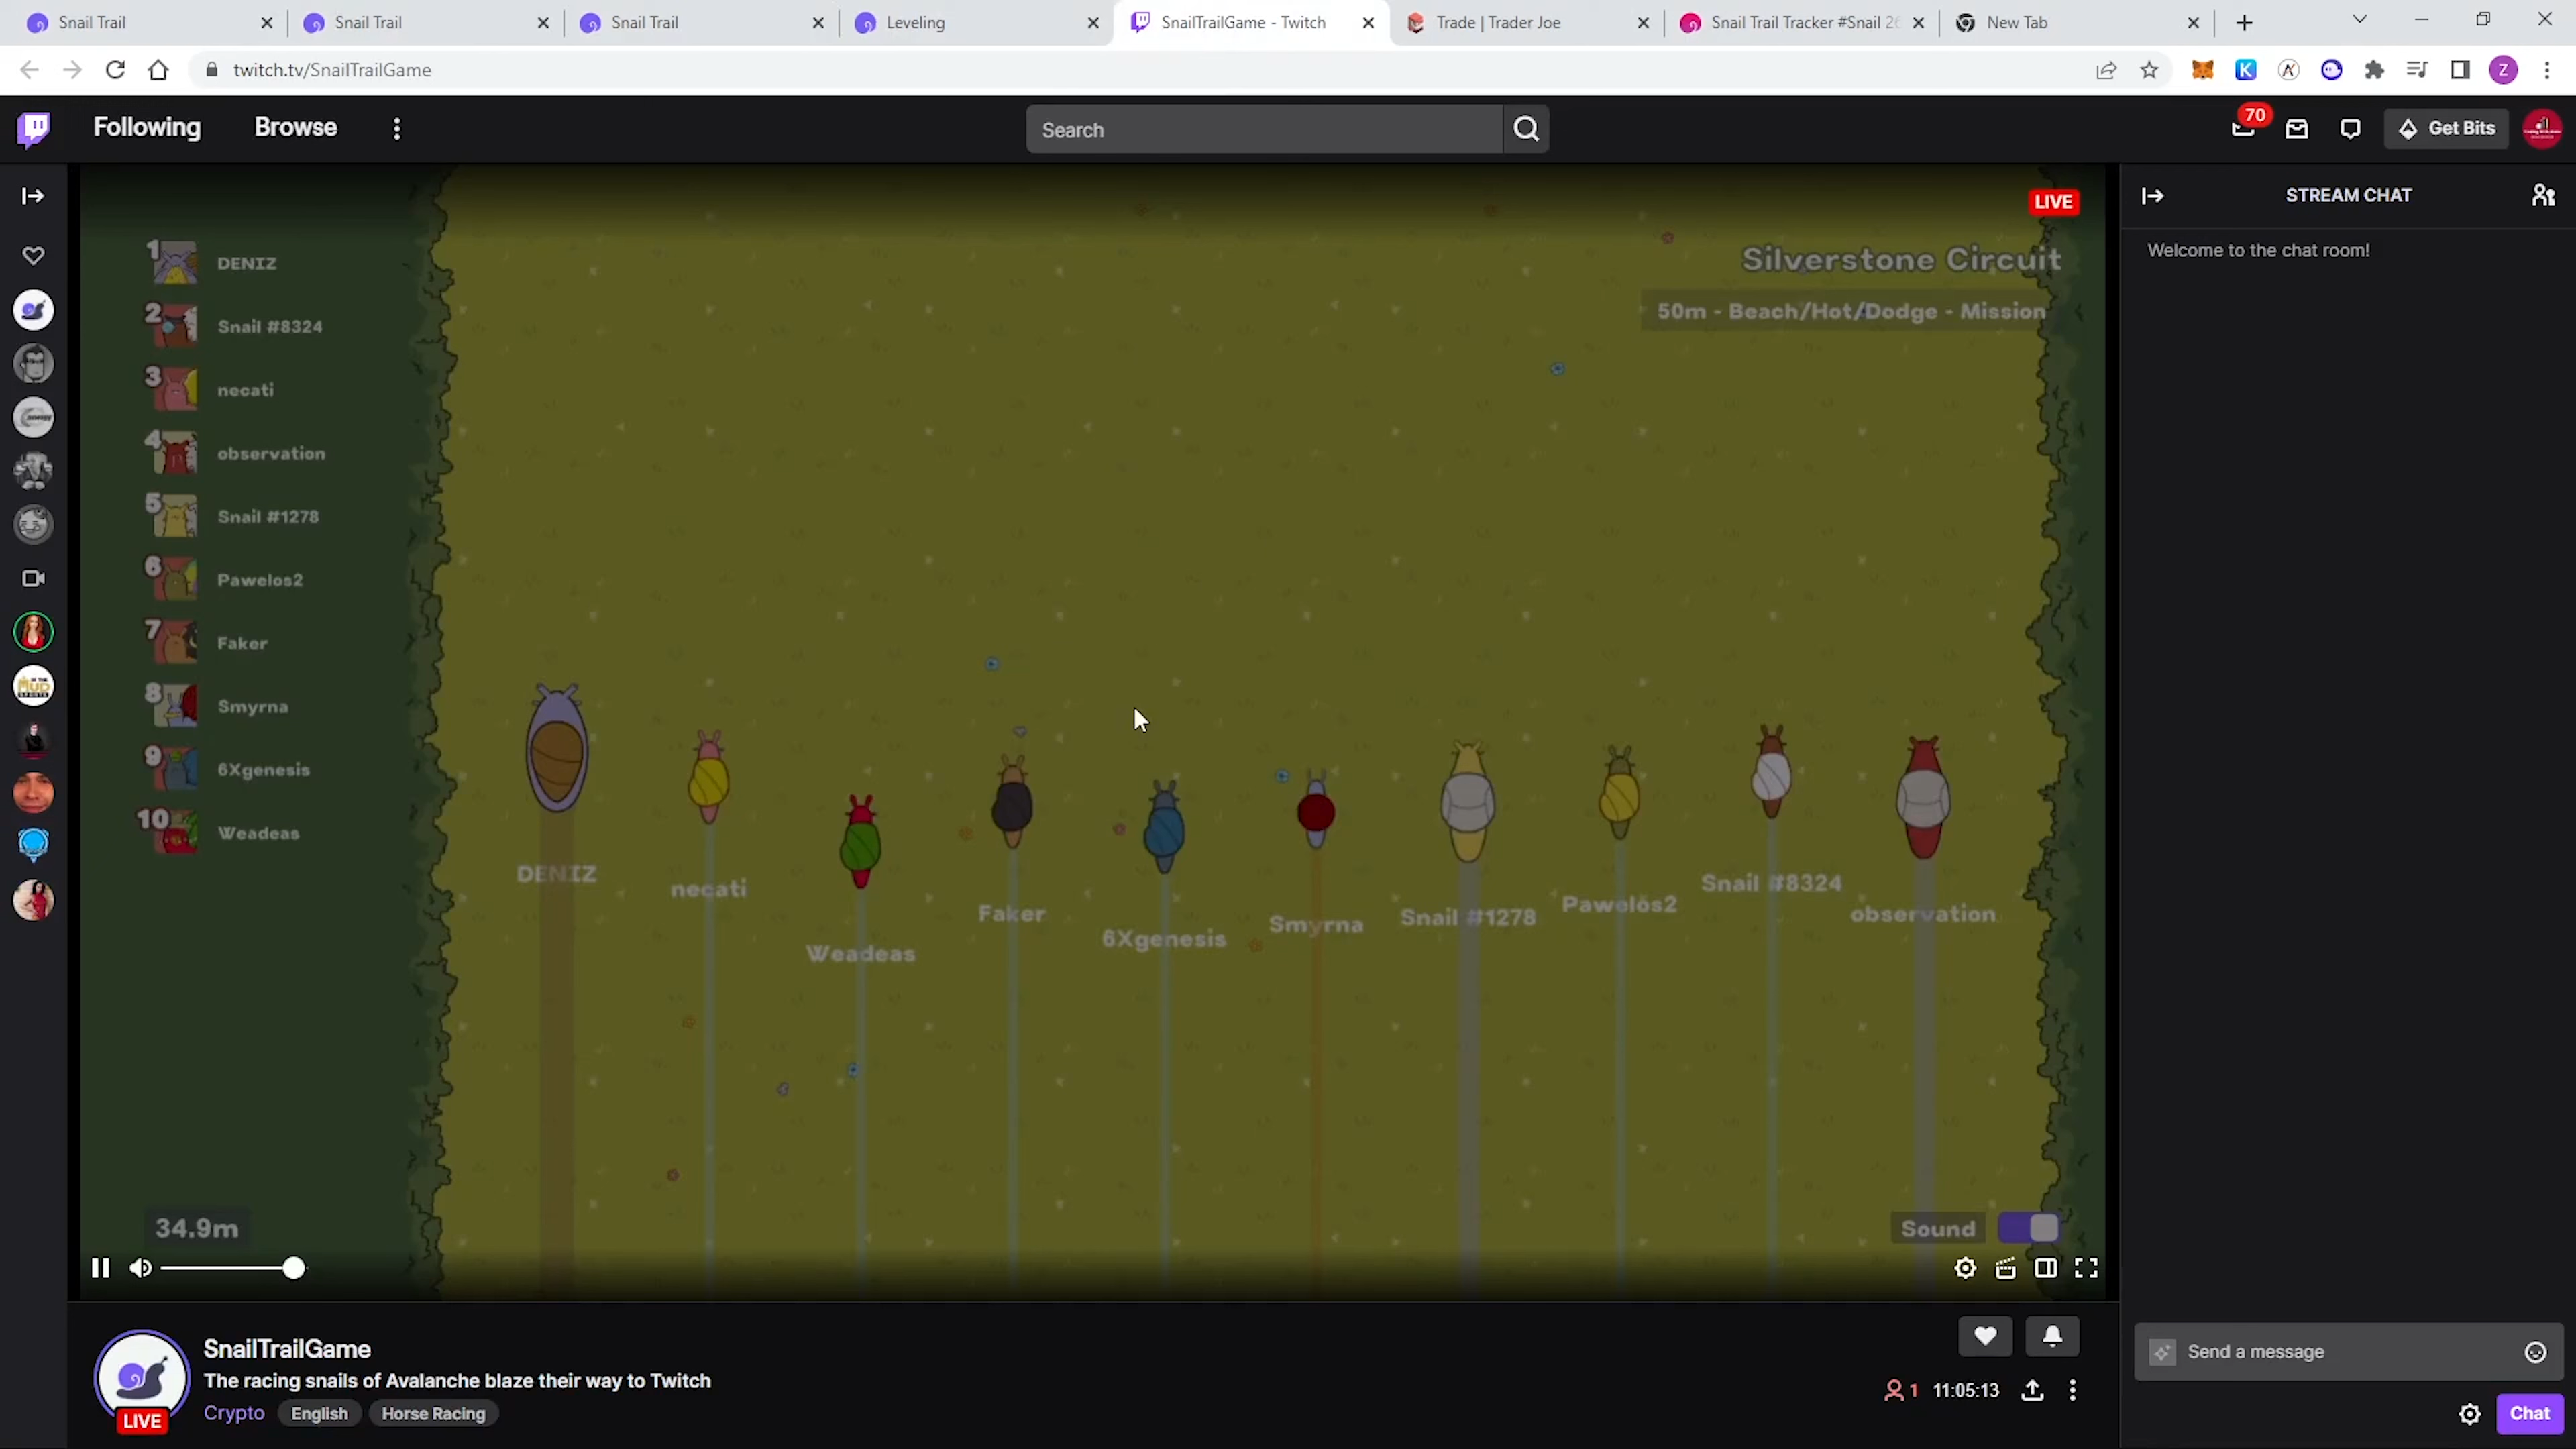 Snail Trail
Snail Trail
Snail Trail
Leveling
SnailTrailGame - Twitch
Trade | Trader Joe
Snail Trail Tracker #Snail 26
New Tab
twitch.tv/SnailTrailGame
Z
Following
Browse
Search
70
Get Bits
LIVE
STREAM CHAT
Welcome to the chat room!
Silverstone Circuit
50m - Beach/Hot/Dodge - Mission
1 DENIZ
2 Snail #8324
3 necati
4 observation
5 Snail #1278
6 Pawelos2
7 Faker
8 Smyrna
9 6Xgenesis
10 Weadeas
DENIZ
necati
Weadeas
Faker
6Xgenesis
Smyrna
Snail #1278
Pawelos2
Snail #8324
observation
34.9m
Sound
SnailTrailGame
The racing snails of Avalanche blaze their way to Twitch
Crypto
English
Horse Racing
LIVE
1
11:05:13
Send a message
Chat